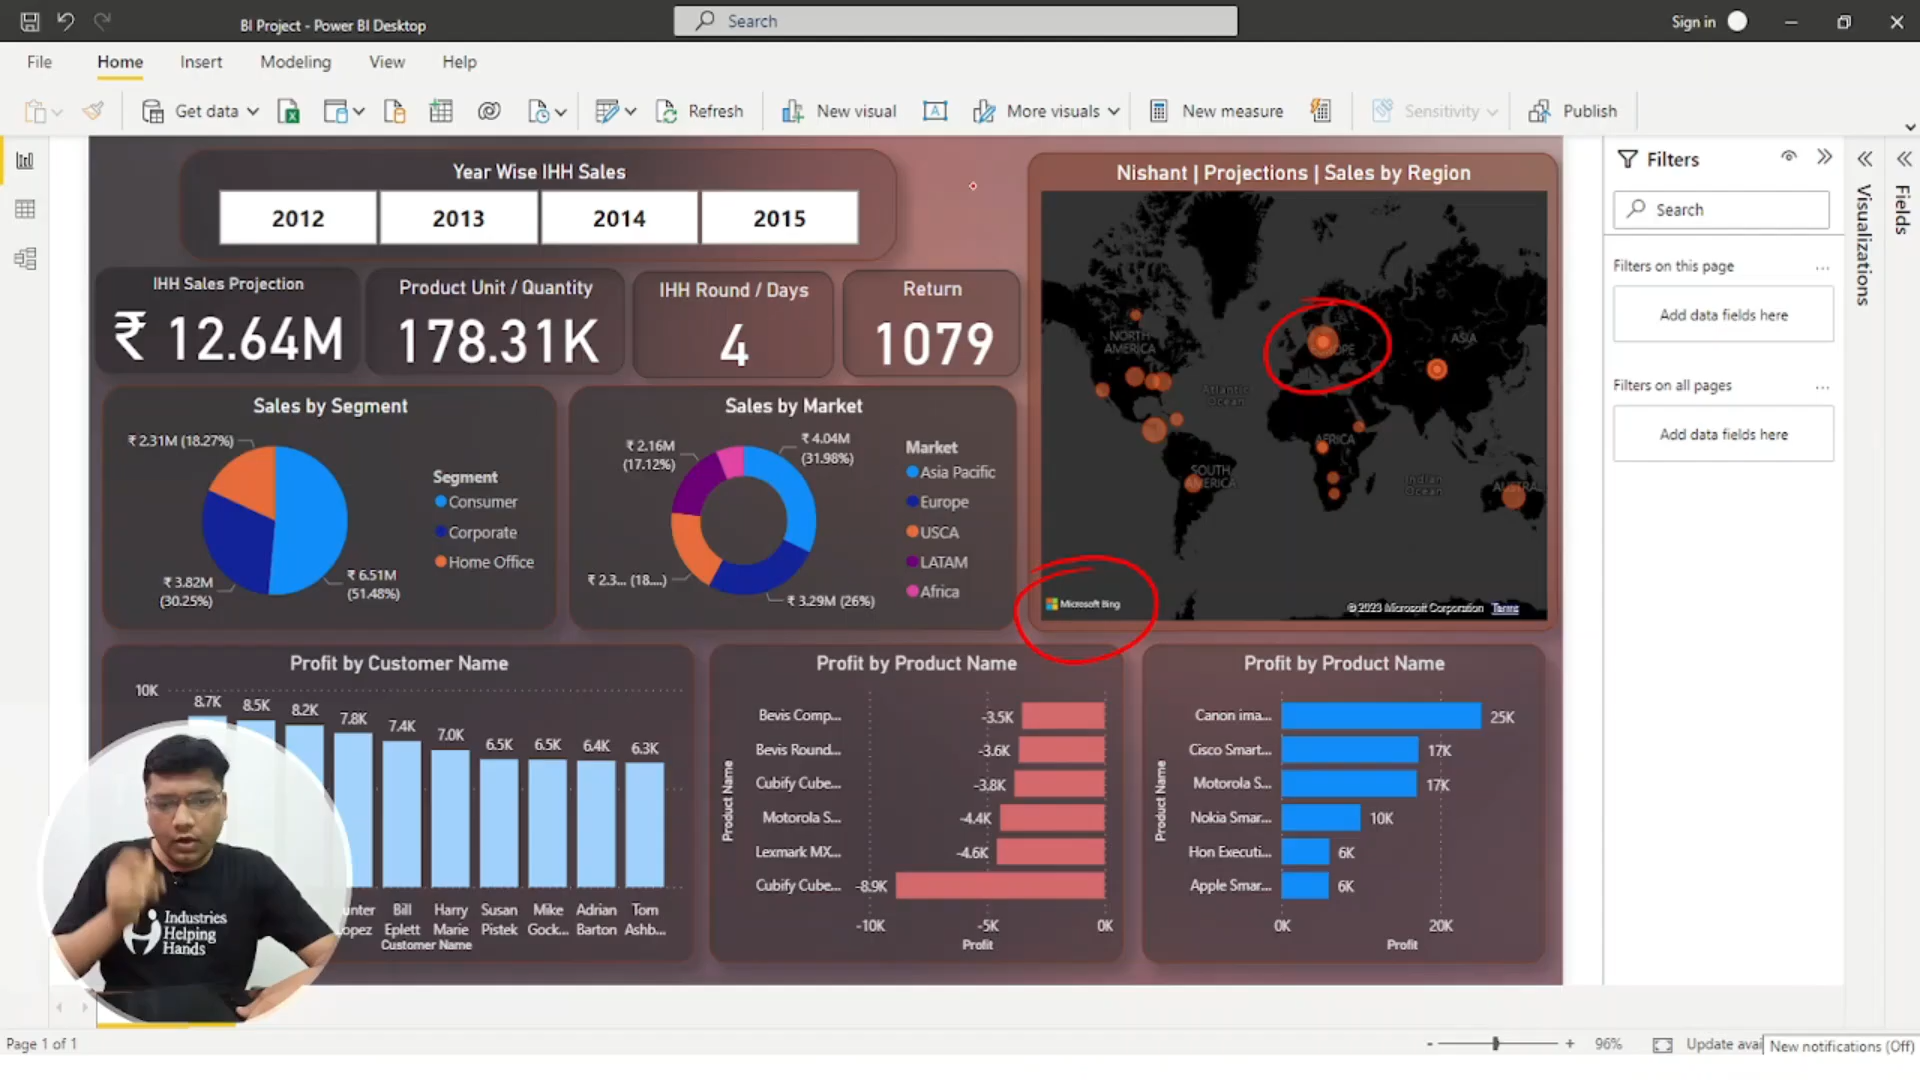 BI Project - Power BI Desktop
Search
Sign in
File Home Insert Modeling View Help
Get data
Refresh
New visual
More visuals
New measure
Sensitivity
Publish
Year Wise IHH Sales
2012 2013 2014 2015
IHH Sales Projection
₹ 12.64M
Product Unit / Quantity
178.31K
IHH Round / Days
4
Return
1079
Nishant | Projections | Sales by Region
NORTH
AMERICA
Atlantic
Ocean
ASIA
AFRICA
SOUTH
AMERICA
Indian
Ocean
Microsoft Bing
© 2023 Microsoft Corporation Terms
Sales by Segment
₹ 2.31M (18.27%)
₹ 3.82M
(30.25%)
₹ 6.51M
(51.48%)
Segment
Consumer
Corporate
Home Office
Sales by Market
₹ 2.16M
(17.12%)
₹ 4.04M
(31.98%)
₹ 2.3... (18....)
₹ 3.29M (26%)
Market
Asia Pacific
Europe
USCA
LATAM
Africa
Profit by Customer Name
10K
8.7K 8.5K 8.2K 7.8K 7.4K 7.0K 6.5K 6.5K 6.4K 6.3K
Bill Harry Susan Mike Adrian Tom
Eplett Marie Pistek Gock... Barton Ashb...
Customer Name
Industries
Helping
Hands
Profit by Product Name
Product Name
Bevis Comp... -3.5K
Bevis Round... -3.6K
Cubify Cube... -3.8K
Motorola S... -4.4K
Lexmark MX... -4.6K
Cubify Cube... -8.9K
-10K -5K 0K
Profit
Profit by Product Name
Product Name
Canon ima... 25K
Cisco Smart... 17K
Motorola S... 17K
Nokia Smar... 10K
Hon Executi... 6K
Apple Smar... 6K
0K 20K
Profit
Filters
Search
Filters on this page ...
Add data fields here
Filters on all pages ...
Add data fields here
Visualizations
Fields
Page 1 of 1
- + 96%
Update avai
New notifications (Off)